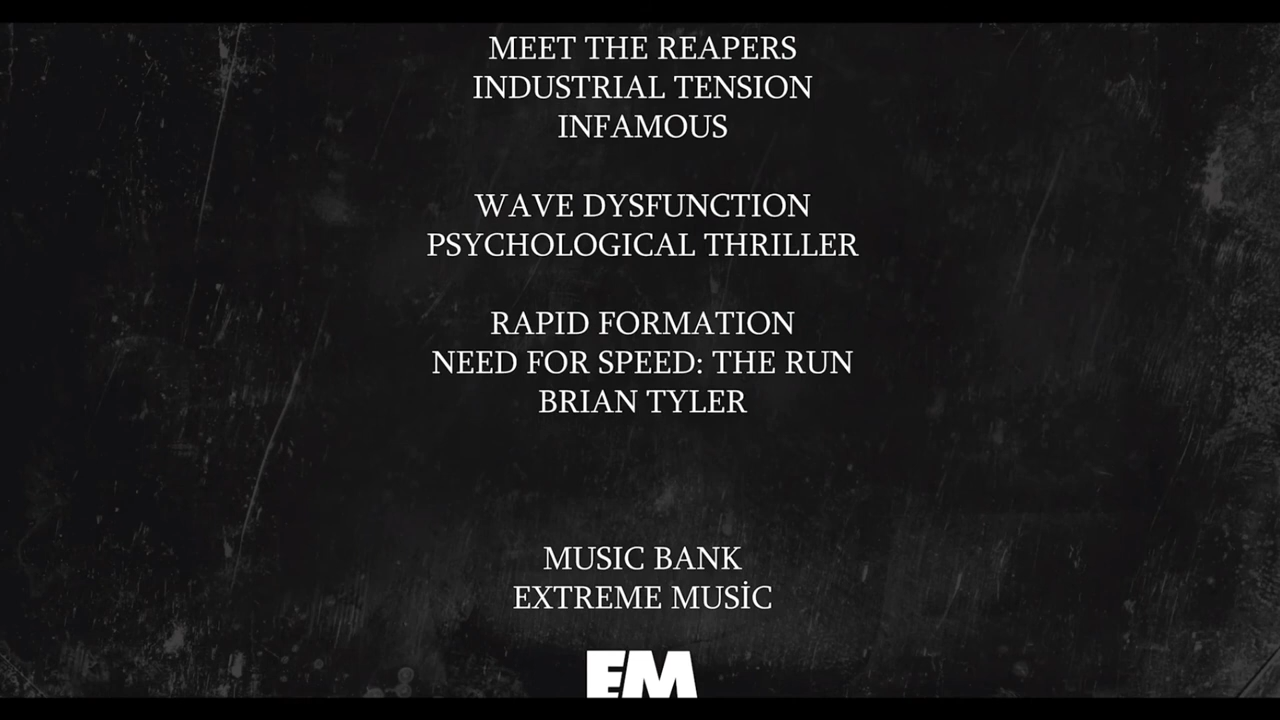 MEET THE REAPERS
INDUSTRIAL TENSION
INFAMOUS
WAVE DYSFUNCTION
PSYCHOLOGICAL THRILLER
RAPID FORMATION
NEED FOR SPEED: THE RUN
BRIAN TYLER
MUSIC BANK
EXTREME MUSİC
EM